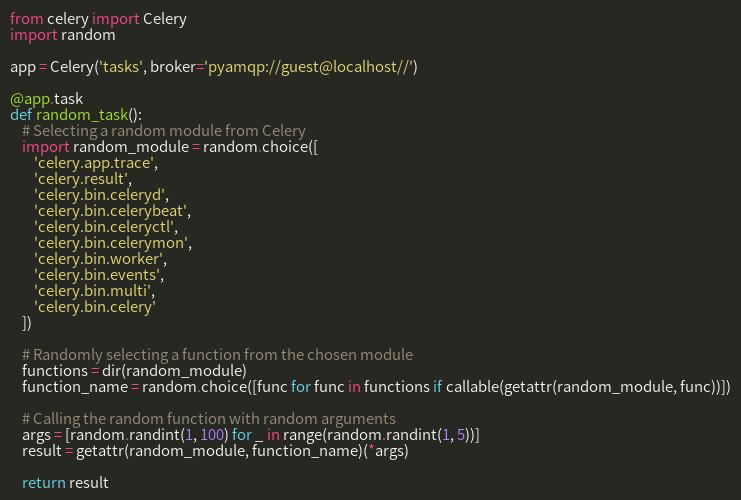 from celery import Celery
import random

app = Celery('tasks', broker='pyamqp://guest@localhost//')

@app.task
def random_task():
    # Selecting a random module from Celery
    import random_module = random.choice([
        'celery.app.trace',
        'celery.result',
        'celery.bin.celeryd',
        'celery.bin.celerybeat',
        'celery.bin.celeryctl',
        'celery.bin.celerymon',
        'celery.bin.worker',
        'celery.bin.events',
        'celery.bin.multi',
        'celery.bin.celery'
    ])

    # Randomly selecting a function from the chosen module
    functions = dir(random_module)
    function_name = random.choice([func for func in functions if callable(getattr(random_module, func))])

    # Calling the random function with random arguments
    args = [random.randint(1, 100) for _ in range(random.randint(1, 5))]
    result = getattr(random_module, function_name)(*args)

    return result